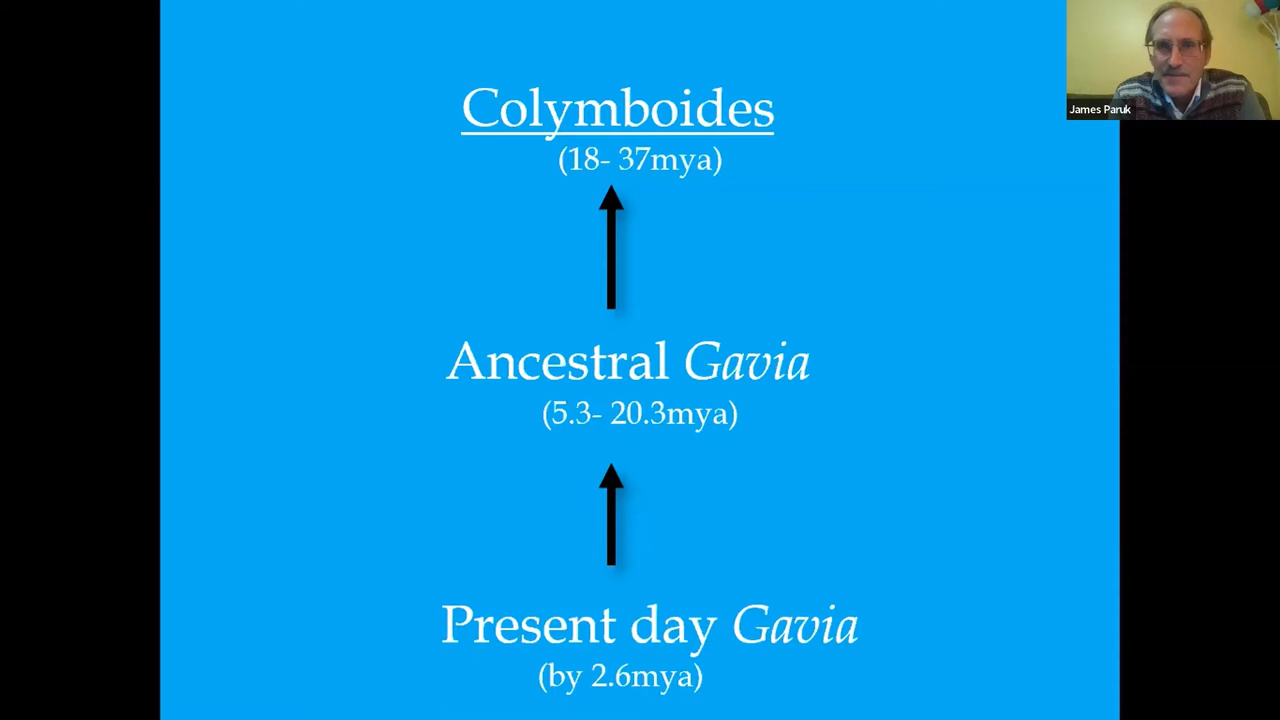 Colymboides
(18- 37mya)
Ancestral Gavia
(5.3- 20.3mya)
Present day Gavia
(by 2.6mya)
James Paruk